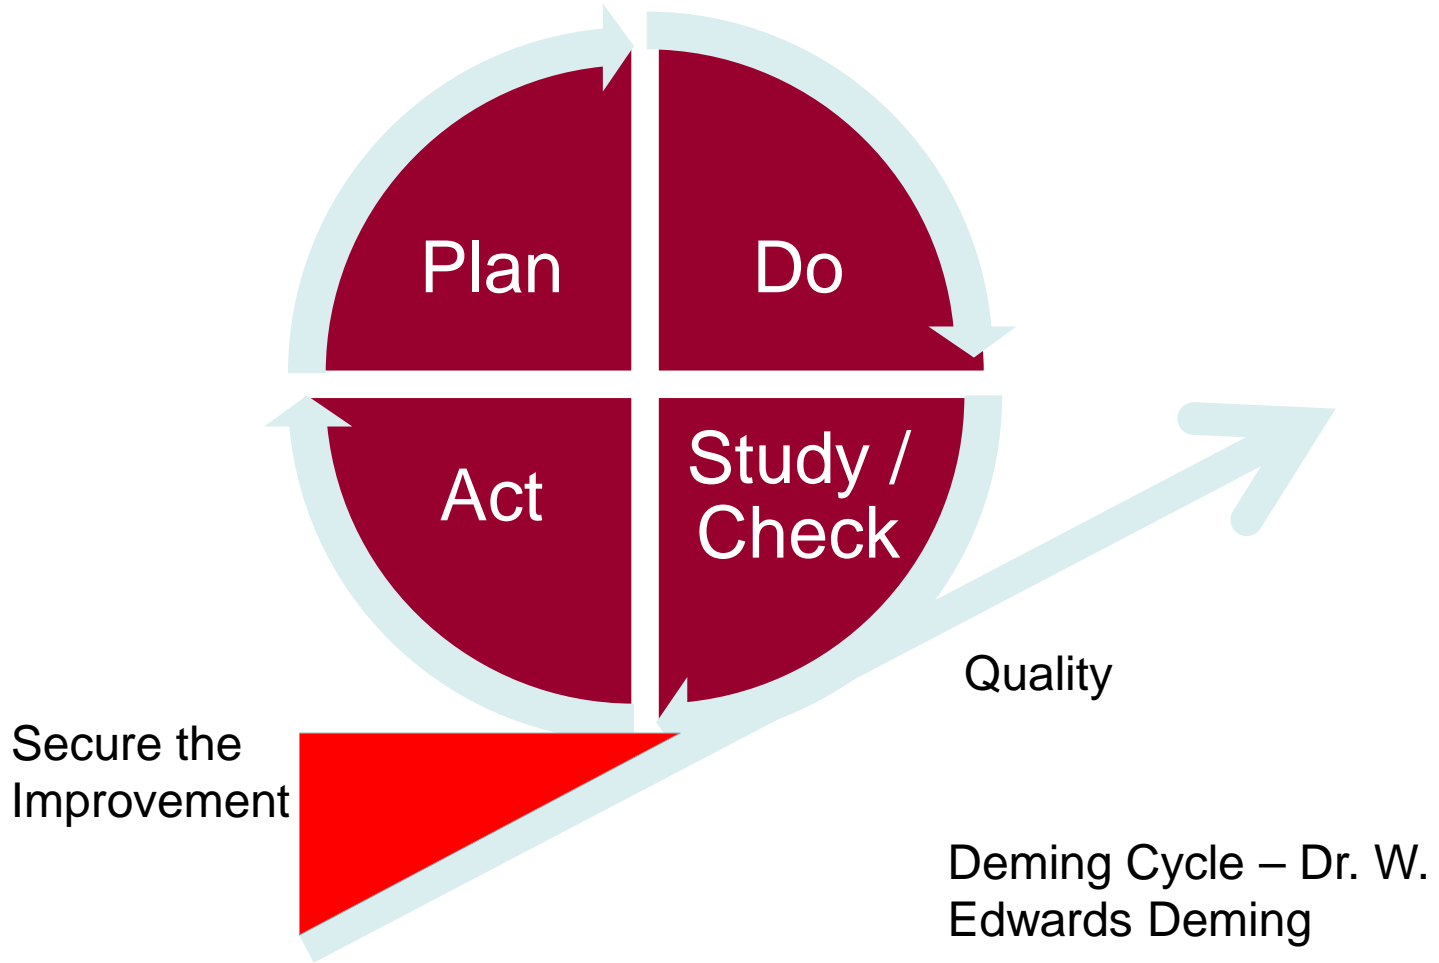 Plan
Do
Act
Study /
Check
Quality
Secure the
Improvement
Deming Cycle – Dr. W.
Edwards Deming